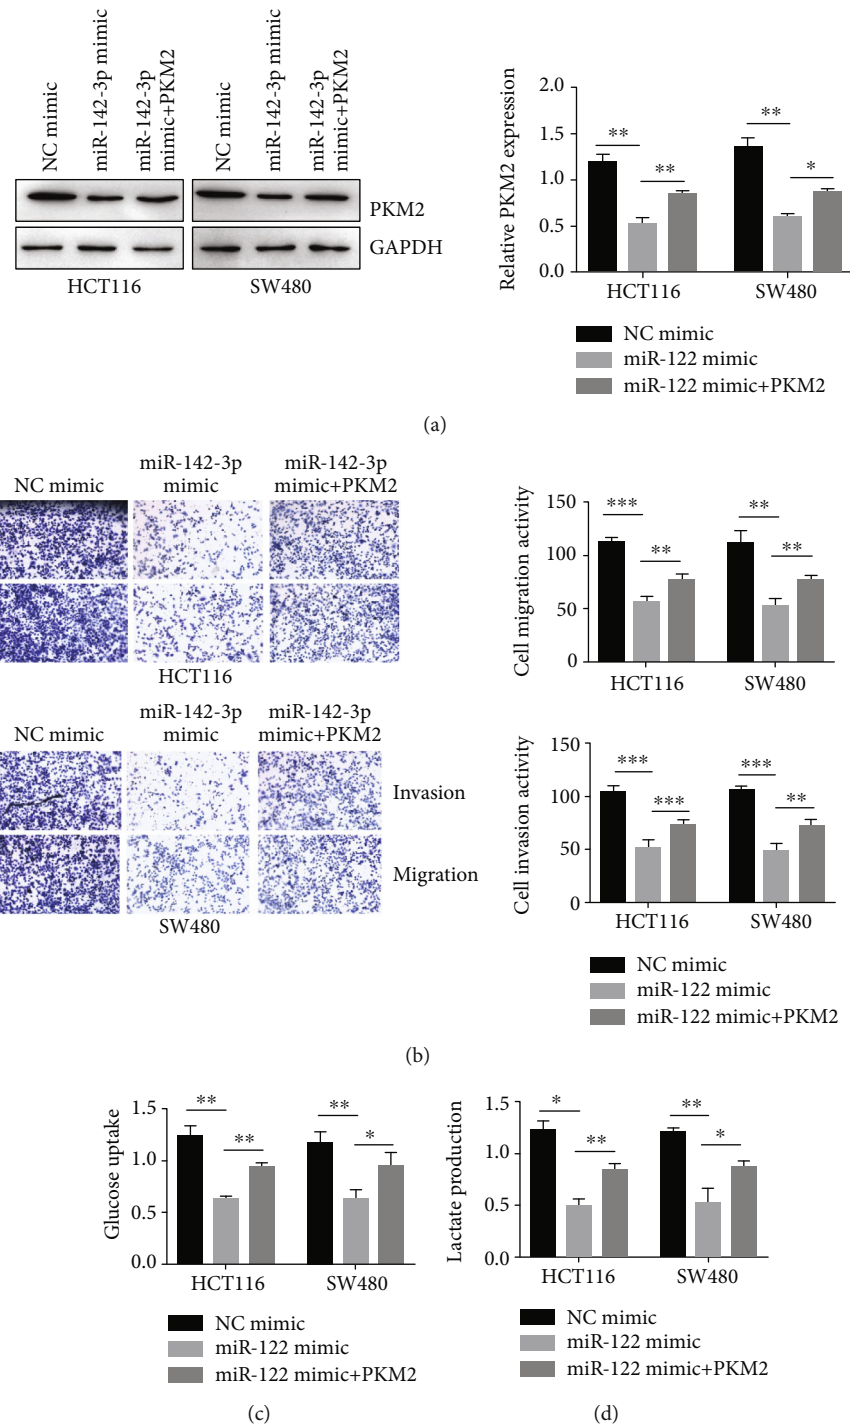 NC mimic
miR-142-3p mimic
miR-142-3p
mimic+PKM2
NC mimic
miR-142-3p mimic
miR-142-3p
mimic+PKM2
PKM2
GAPDH
HCT116
SW480
Relative PKM2 expression
2.0
1.5
1.0
0.5
0.0
**
**
**
*
HCT116
SW480
NC mimic
miR-122 mimic
miR-122 mimic+PKM2
(a)
NC mimic
miR-142-3p
mimic
miR-142-3p
mimic+PKM2
HCT116
NC mimic
miR-142-3p
mimic
miR-142-3p
mimic+PKM2
Invasion
Migration
SW480
Cell migration activity
150
100
50
0
***
**
**
**
HCT116
SW480
Cell invasion activity
150
100
50
0
***
***
***
**
HCT116
SW480
NC mimic
miR-122 mimic
miR-122 mimic+PKM2
(b)
Glucose uptake
1.5
1.0
0.5
0.0
**
**
**
*
HCT116
SW480
NC mimic
miR-122 mimic
miR-122 mimic+PKM2
(c)
Lactate production
1.5
1.0
0.5
0.0
*
**
**
*
HCT116
SW480
NC mimic
miR-122 mimic
miR-122 mimic+PKM2
(d)